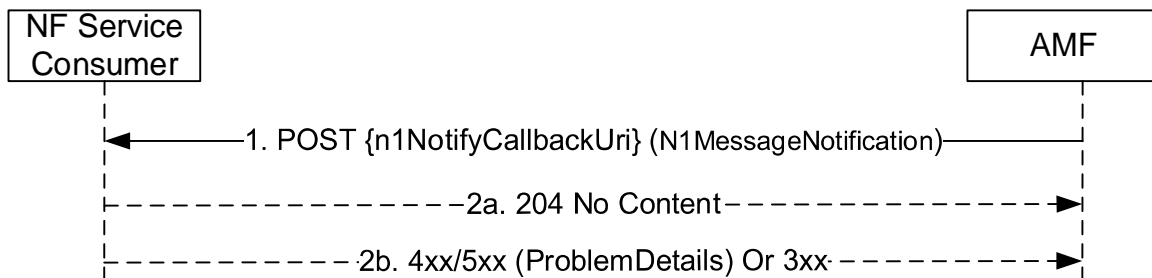 NF Service
Consumer
AMF
1. POST {n1NotifyCallbackUri} (N1MessageNotification)
2a. 204 No Content
2b. 4xx/5xx (ProblemDetails) Or 3xx